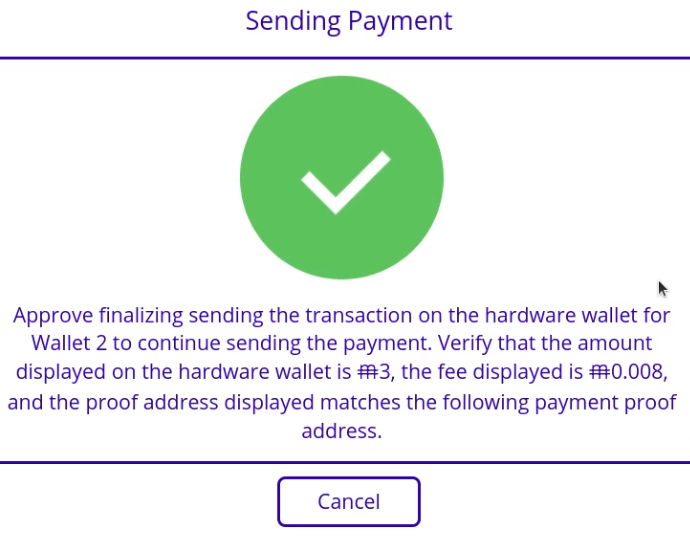 Sending Payment
Approve finalizing sending the transaction on the hardware wallet for
Wallet 2 to continue sending the payment. Verify that the amount
displayed on the hardware wallet is ᵯ3, the fee displayed is ᵯ0.008,
and the proof address displayed matches the following payment proof
address.
Cancel